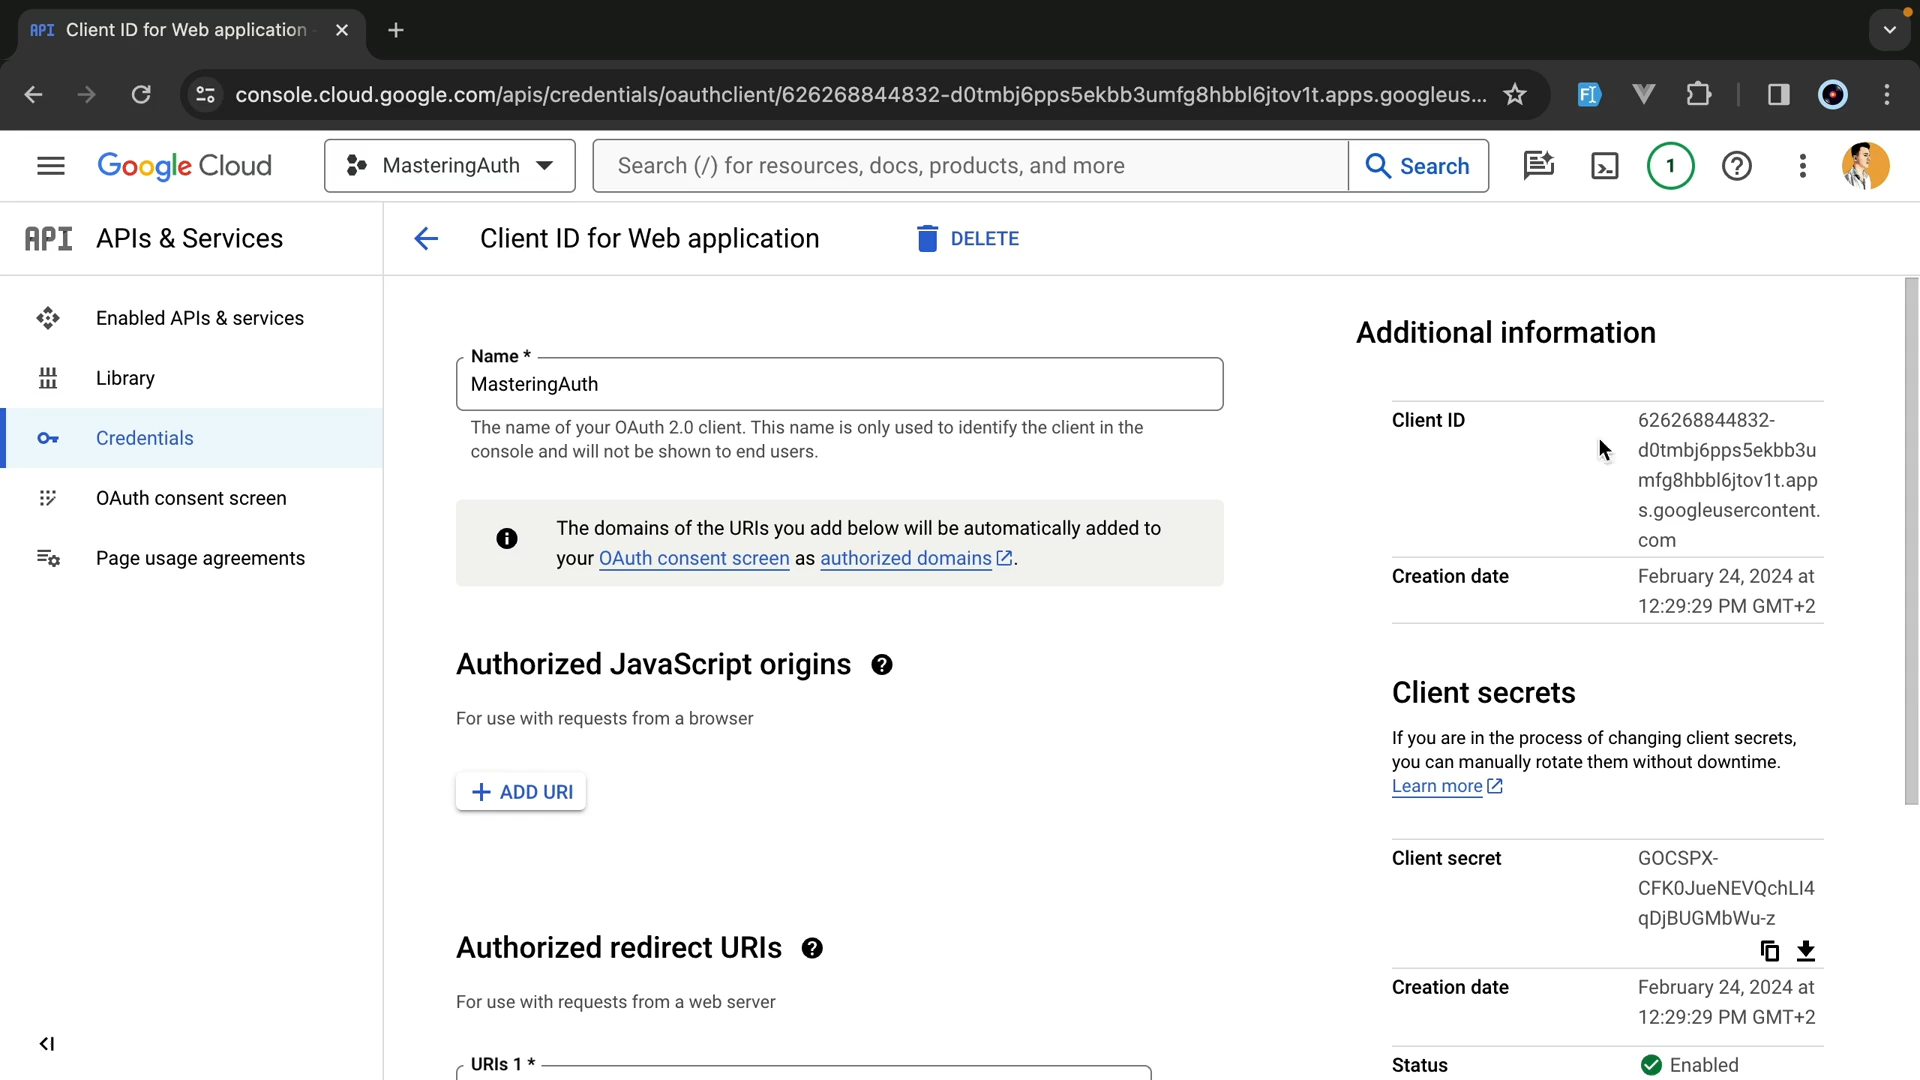 API Client ID for Web application
console.cloud.google.com/apis/credentials/oauthclient/626268844832-d0tmbj6pps5ekbb3umfg8hbbl6jtov1t.apps.googleus...
Google Cloud
MasteringAuth
Search (/) for resources, docs, products, and more
Search
1
API APIs & Services
Client ID for Web application
DELETE
Enabled APIs & services
Library
Credentials
OAuth consent screen
Page usage agreements
Name *
MasteringAuth
The name of your OAuth 2.0 client. This name is only used to identify the client in the
console and will not be shown to end users.
The domains of the URIs you add below will be automatically added to
your OAuth consent screen as authorized domains.
Authorized JavaScript origins
For use with requests from a browser
+ ADD URI
Authorized redirect URIs
For use with requests from a web server
URIs 1 *
Additional information
Client ID
626268844832-
d0tmbj6pps5ekbb3u
mfg8hbbl6jtov1t.app
s.googleusercontent.
com
Creation date
February 24, 2024 at
12:29:29 PM GMT+2
Client secrets
If you are in the process of changing client secrets,
you can manually rotate them without downtime.
Learn more
Client secret
GOCSPX-
CFK0JueNEVQchLI4
qDjBUGMbWu-z
Creation date
February 24, 2024 at
12:29:29 PM GMT+2
Status
Enabled